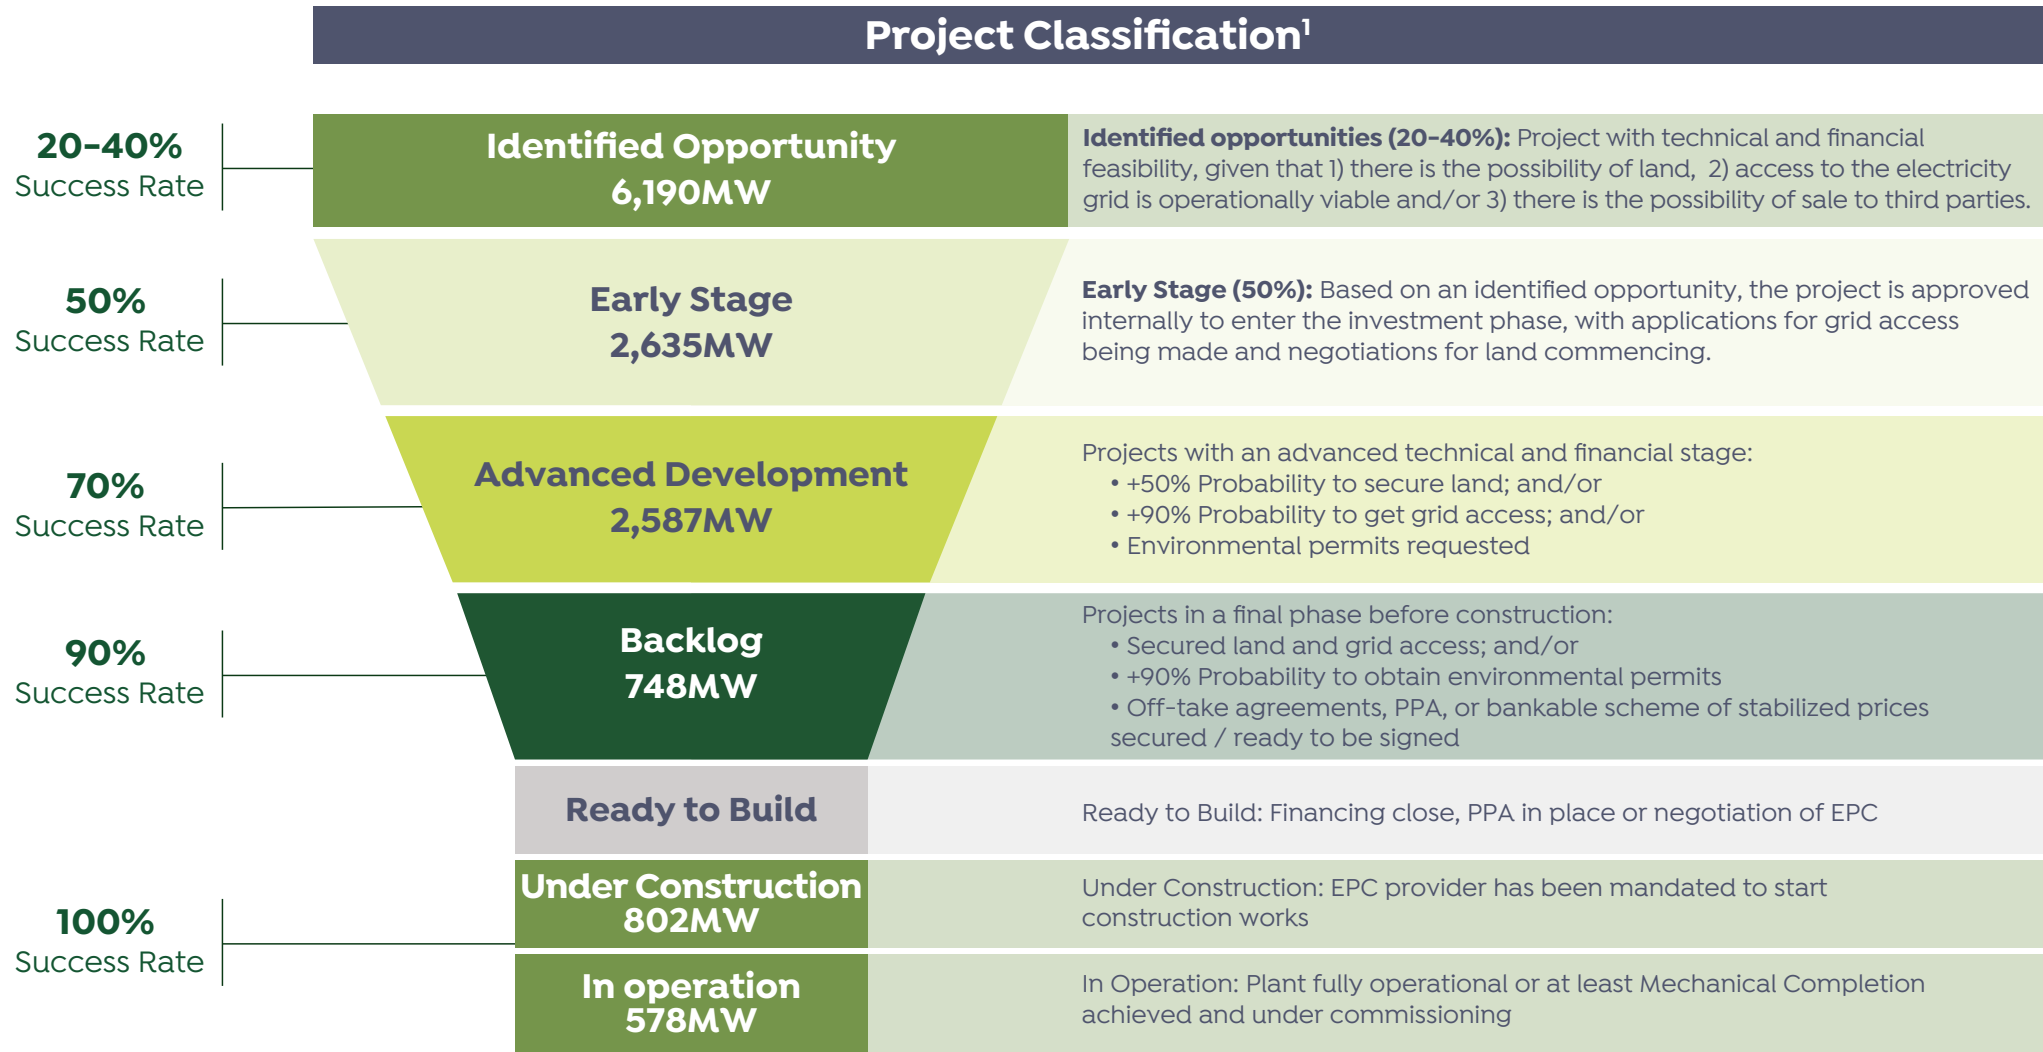 Project Classification¹
20-40%
Success Rate
Identified Opportunity
6,190MW
Identified opportunities (20-40%): Project with technical and financial
feasibility, given that 1) there is the possibility of land, 2) access to the electricity
grid is operationally viable and/or 3) there is the possibility of sale to third parties.
50%
Success Rate
Early Stage
2,635MW
Early Stage (50%): Based on an identified opportunity, the project is approved
internally to enter the investment phase, with applications for grid access
being made and negotiations for land commencing.
70%
Success Rate
Advanced Development
2,587MW
Projects with an advanced technical and financial stage:
• +50% Probability to secure land; and/or
• +90% Probability to get grid access; and/or
• Environmental permits requested
90%
Success Rate
Backlog
748MW
Projects in a final phase before construction:
• Secured land and grid access; and/or
• +90% Probability to obtain environmental permits
• Off-take agreements, PPA, or bankable scheme of stabilized prices
secured / ready to be signed
Ready to Build
Ready to Build: Financing close, PPA in place or negotiation of EPC
100%
Success Rate
Under Construction
802MW
Under Construction: EPC provider has been mandated to start
construction works
In operation
578MW
In Operation: Plant fully operational or at least Mechanical Completion
achieved and under commissioning